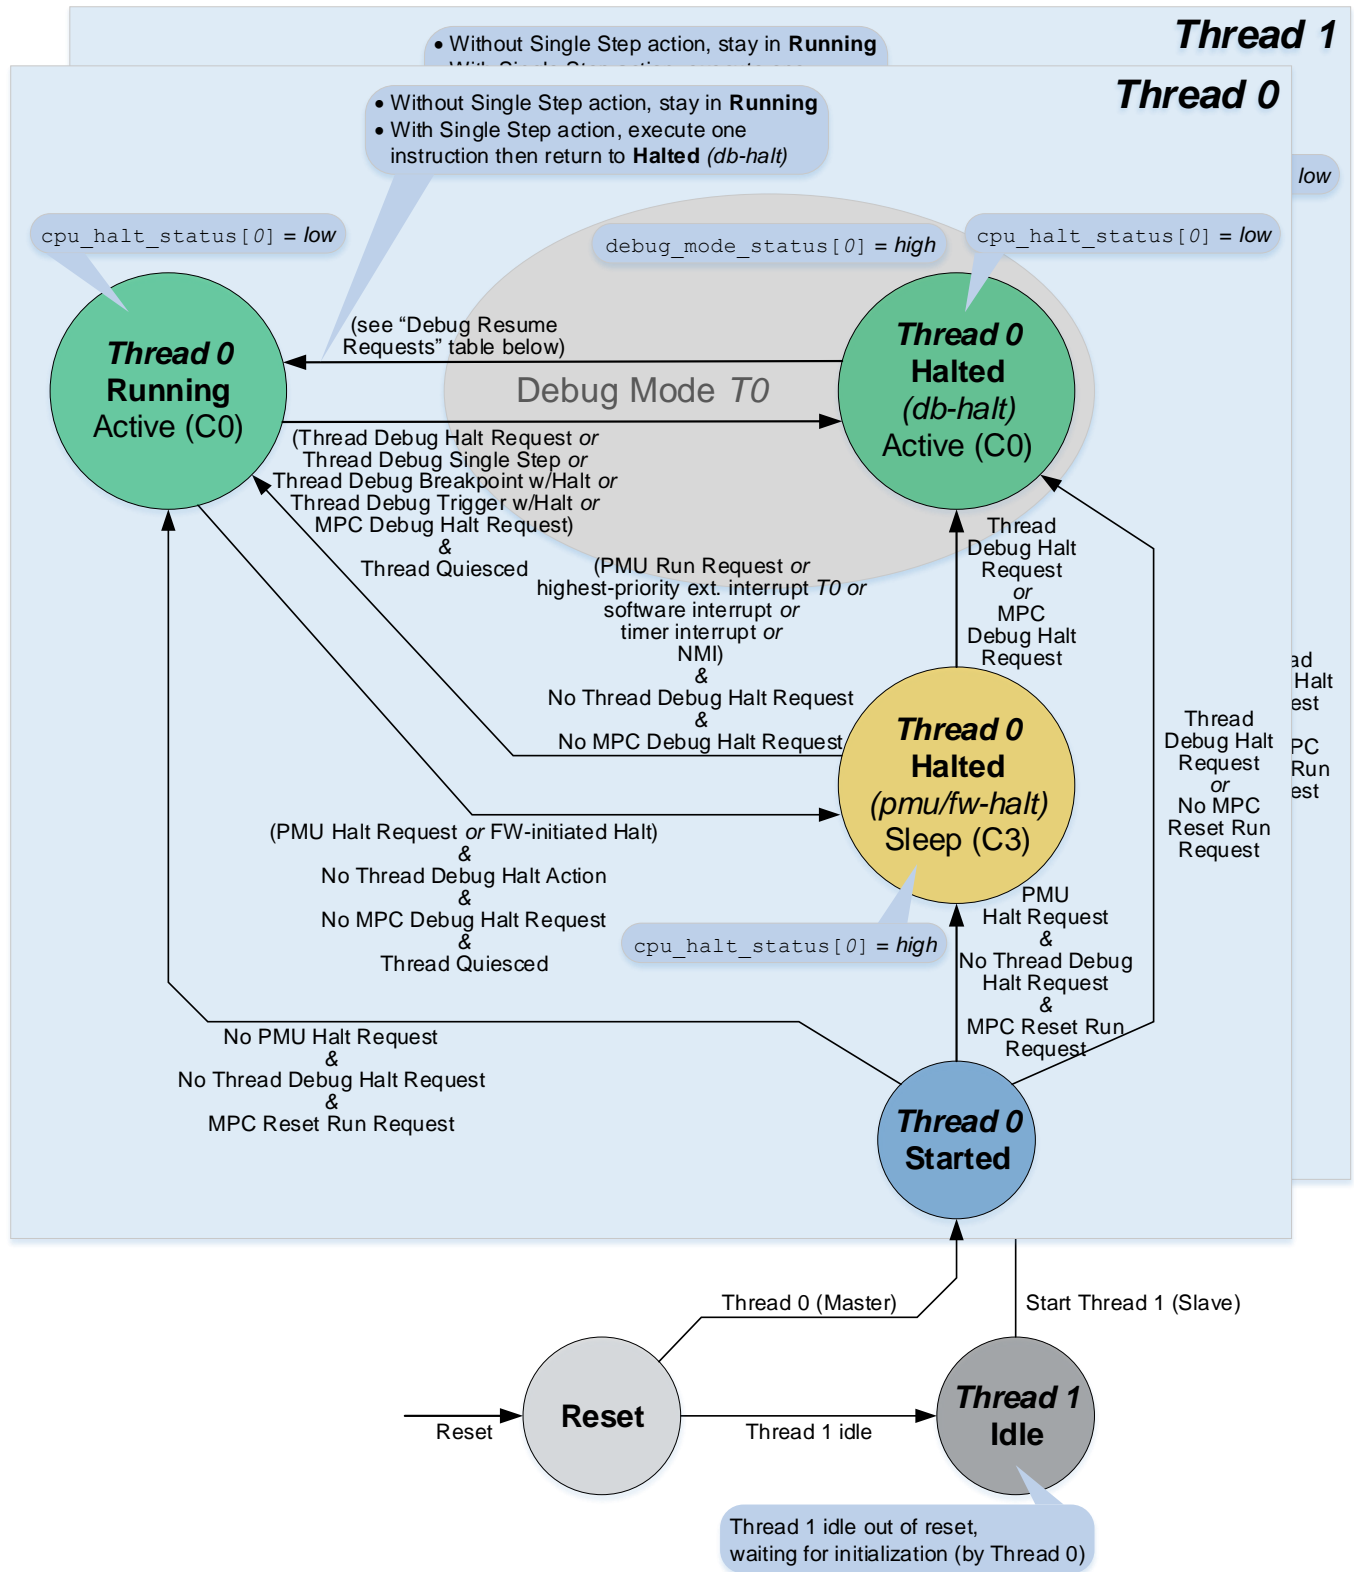 Thread 1
• Without Single Step action, stay in Running
Thread 0
• Without Single Step action, stay in Running
• With Single Step action, execute one
instruction then return to Halted (db-halt)
low
cpu_halt_status[0] = low
debug_mode_status[0] = high
cpu_halt_status[0] = low
(see “Debug Resume
Requests” table below)
Thread 0
Running
Active (C0)
Debug Mode T0
Thread 0
Halted
(db-halt)
Active (C0)
(Thread Debug Halt Request or
Thread Debug Single Step or
Thread Debug Breakpoint w/Halt or
Thread Debug Trigger w/Halt or
MPC Debug Halt Request)
&
Thread Quiesced
Thread
Debug Halt
Request
or
MPC
Debug Halt
Request
(PMU Run Request or
highest-priority ext. interrupt T0 or
software interrupt or
timer interrupt or
NMI)
&
No Thread Debug Halt Request
&
No MPC Debug Halt Request
Thread 0
Halted
(pmu/fw-halt)
Sleep (C3)
Thread
Debug Halt
Request
or
No MPC
Reset Run
Request
ad
Halt
est
PC
Run
est
(PMU Halt Request or FW-initiated Halt)
&
No Thread Debug Halt Action
&
No MPC Debug Halt Request
&
Thread Quiesced
cpu_halt_status[0] = high
PMU
Halt Request
&
No Thread Debug
Halt Request
&
MPC Reset Run
Request
No PMU Halt Request
&
No Thread Debug Halt Request
&
MPC Reset Run Request
Thread 0
Started
Thread 0 (Master)
Start Thread 1 (Slave)
Reset
Reset
Thread 1 idle
Thread 1
Idle
Thread 1 idle out of reset,
waiting for initialization (by Thread 0)